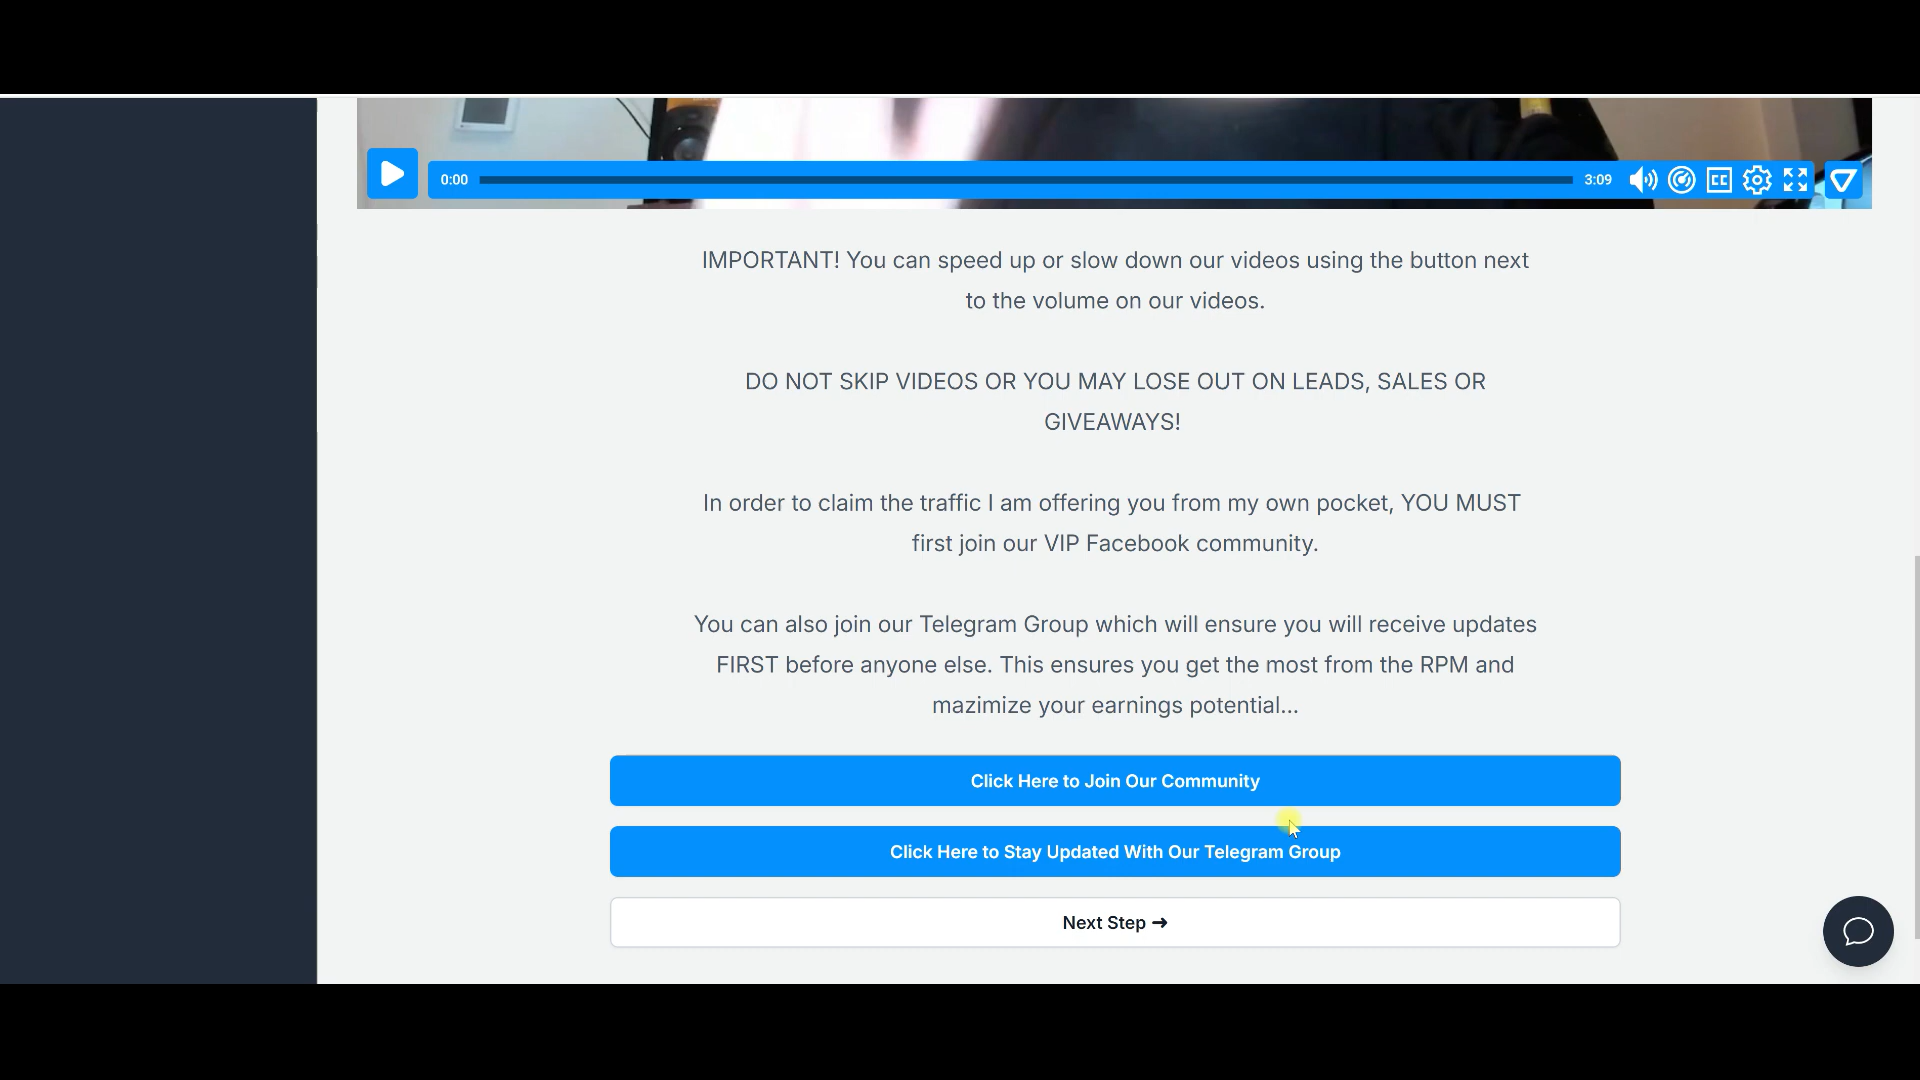 0:00
3:09
CC
IMPORTANT! You can speed up or slow down our videos using the button next
to the volume on our videos.
DO NOT SKIP VIDEOS OR YOU MAY LOSE OUT ON LEADS, SALES OR
GIVEAWAYS!
In order to claim the traffic I am offering you from my own pocket, YOU MUST
first join our VIP Facebook community.
You can also join our Telegram Group which will ensure you will receive updates
FIRST before anyone else. This ensures you get the most from the RPM and
mazimize your earnings potential...
Click Here to Join Our Community
Click Here to Stay Updated With Our Telegram Group
Next Step ➔